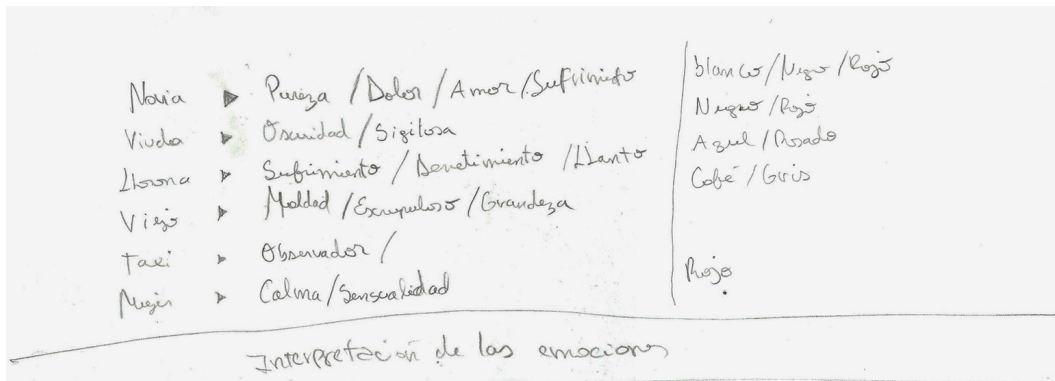 Novia ▶ Pureza / Dolor / Amor / Sufrimiento blanco / Negro / Rojo
Viuda ▶ Oscuridad / Sigilosa Negro / Rojo
Llorona ▶ Sufrimiento / / Llanto Azul / Rosado
Viejo ▶ Maldad / Escrupuloso / Grandeza Café / Gris
Taxi ▶ Observador /
Mujer ▶ Calma / Sensualidad Rojo
Interpretación de las emociones